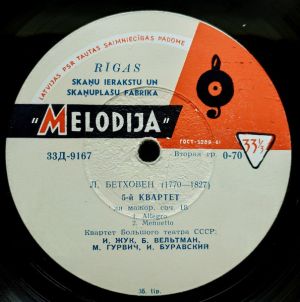 LATVIJAS PSR TAUTAS SAIMNIECĪBAS PADOME
RĪGAS
SKAŅU IERAKSTU UN
SKAŅUPLAŠU FABRIKA
"MELODIJA"
ГОСТ-5289-61
33⅓
33Д-9167
Вторая гр. 0-70
Л. БЕТХОВЕН (1770—1827)
5-й КВАРТЕТ
ля мажор, соч. 18
1. Allegro
2. Menuetto
Квартет Большого театра СССР:
И. ЖУК, Б. ВЕЛЬТМАН,
М. ГУРВИЧ, И. БУРАВСКИЙ
tip.